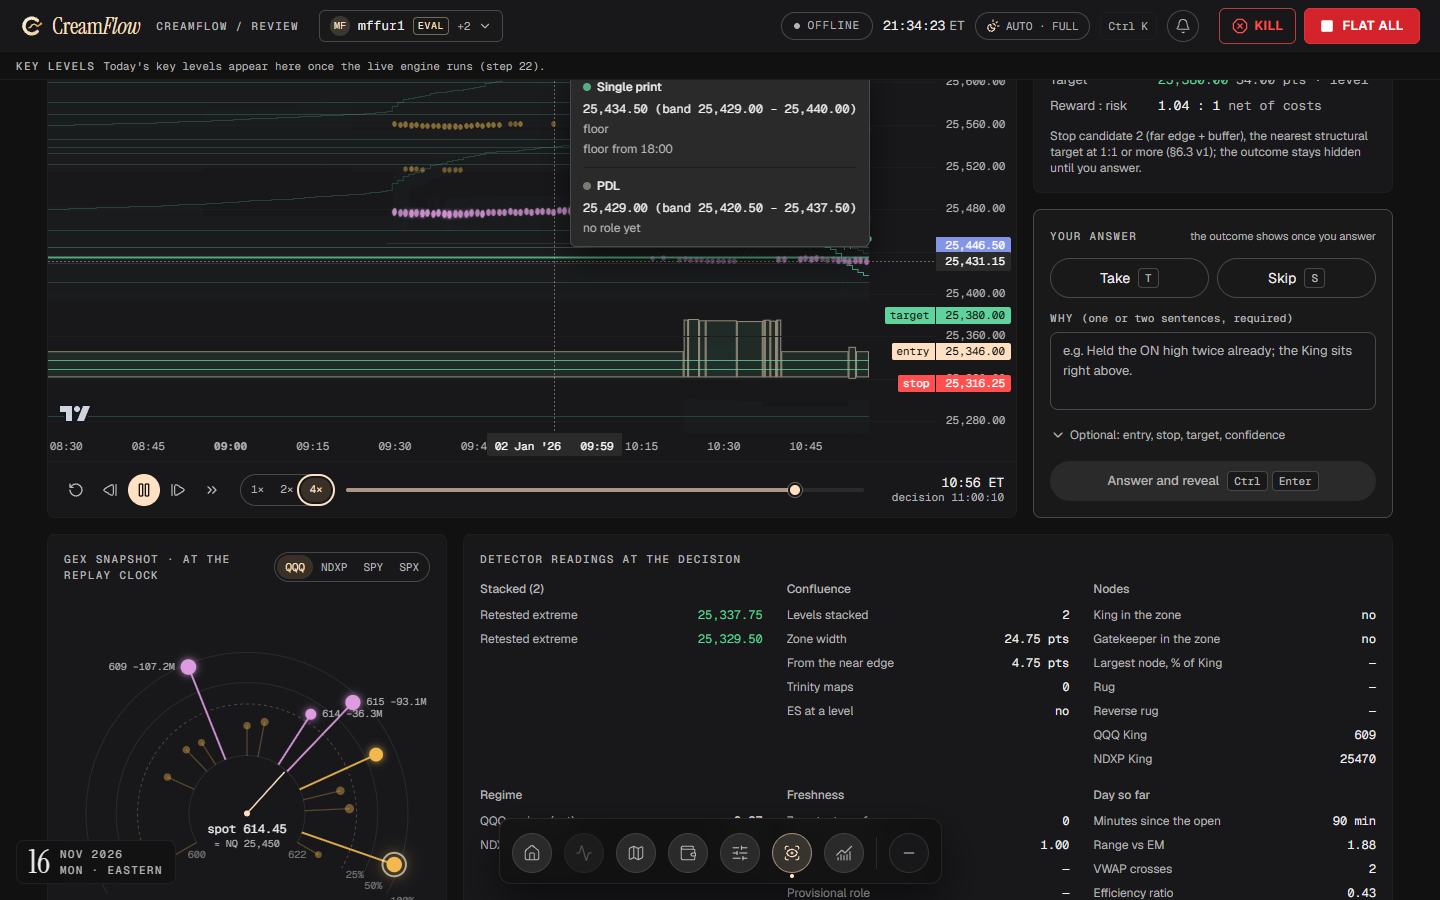 CreamFlow CREAMFLOW / REVIEW MF mffur1 EVAL +2 OFFLINE 21:34:23 ET AUTO · FULL Ctrl K KILL FLAT ALL
KEY LEVELS Today's key levels appear here once the live engine runs (step 22).
Single print
25,434.50 (band 25,429.00 – 25,440.00)
floor
floor from 18:00
PDL
25,429.00 (band 25,420.50 – 25,437.50)
no role yet
25,600.00
25,560.00
25,520.00
25,480.00
25,446.50
25,431.15
25,400.00
target 25,380.00
25,360.00
entry 25,346.00
stop 25,316.25
25,280.00
08:30 08:45 09:00 09:15 09:30 09:4 02 Jan '26 09:59 10:15 10:30 10:45
1× 2× 4×
10:56 ET
decision 11:00:10
Target 25,380.00 34.00 pts · level
Reward : risk 1.04 : 1 net of costs
Stop candidate 2 (far edge + buffer), the nearest structural
target at 1:1 or more (§6.3 v1); the outcome stays hidden
until you answer.
YOUR ANSWER the outcome shows once you answer
Take T Skip S
WHY (one or two sentences, required)
e.g. Held the ON high twice already; the King sits
right above.
Optional: entry, stop, target, confidence
Answer and reveal Ctrl Enter
GEX SNAPSHOT · AT THE
REPLAY CLOCK
QQQ NDXP SPY SPX
609 −107.2M
615 −93.1M
614 −36.3M
spot 614.45
≈ NQ 25,450
600 622
25%
50%
DETECTOR READINGS AT THE DECISION
Stacked (2)
Retested extreme 25,337.75
Retested extreme 25,329.50
Confluence
Levels stacked 2
Zone width 24.75 pts
From the near edge 4.75 pts
Trinity maps 0
ES at a level no
Nodes
King in the zone no
Gatekeeper in the zone no
Largest node, % of King –
Rug –
Reverse rug –
QQQ King 609
NDXP King 25470
Regime
Freshness
0
1.00
–
Provisional role –
Day so far
Minutes since the open 90 min
Range vs EM 1.88
VWAP crosses 2
Efficiency ratio 0.43
16 NOV 2026
MON · EASTERN